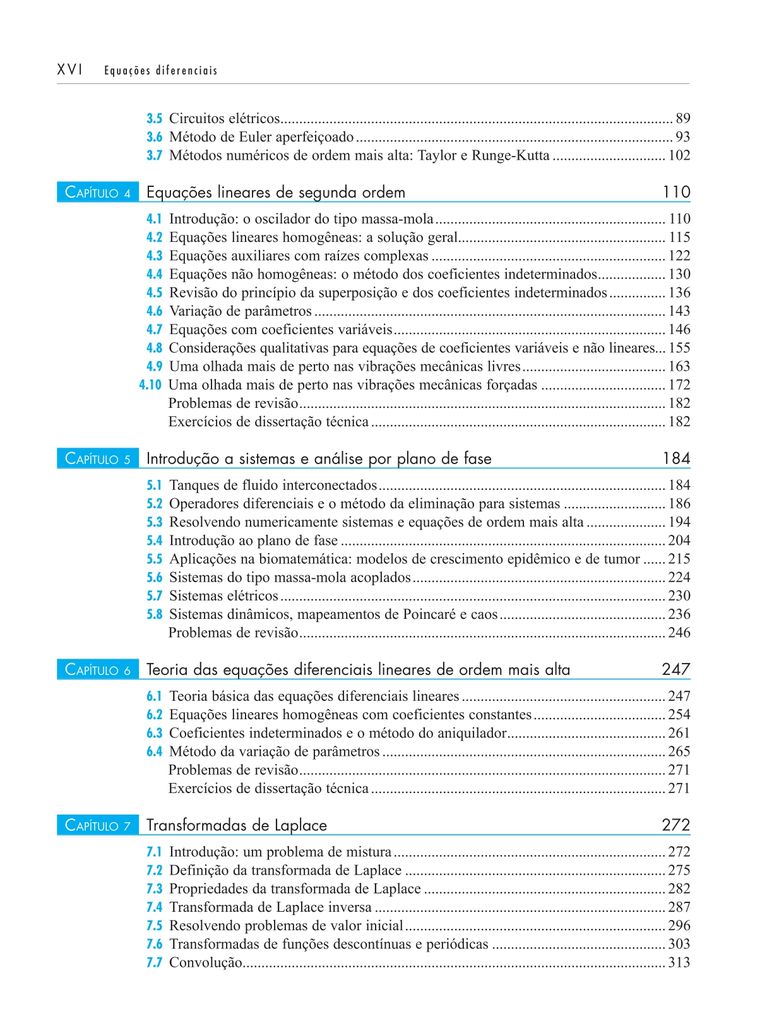 XVI Equações diferenciais
3.5 Circuitos elétricos........ 89
3.6 Método de Euler aperfeiçoado........ 93
3.7 Métodos numéricos de ordem mais alta: Taylor e Runge-Kutta........ 102
CAPÍTULO 4 Equações lineares de segunda ordem 110
4.1 Introdução: o oscilador do tipo massa-mola........ 110
4.2 Equações lineares homogêneas: a solução geral........ 115
4.3 Equações auxiliares com raízes complexas........ 122
4.4 Equações não homogêneas: o método dos coeficientes indeterminados........ 130
4.5 Revisão do princípio da superposição e dos coeficientes indeterminados........ 136
4.6 Variação de parâmetros........ 143
4.7 Equações com coeficientes variáveis........ 146
4.8 Considerações qualitativas para equações de coeficientes variáveis e não lineares... 155
4.9 Uma olhada mais de perto nas vibrações mecânicas livres........ 163
4.10 Uma olhada mais de perto nas vibrações mecânicas forçadas........ 172
Problemas de revisão........ 182
Exercícios de dissertação técnica........ 182
CAPÍTULO 5 Introdução a sistemas e análise por plano de fase 184
5.1 Tanques de fluido interconectados........ 184
5.2 Operadores diferenciais e o método da eliminação para sistemas........ 186
5.3 Resolvendo numericamente sistemas e equações de ordem mais alta........ 194
5.4 Introdução ao plano de fase........ 204
5.5 Aplicações na biomatemática: modelos de crescimento epidêmico e de tumor...... 215
5.6 Sistemas do tipo massa-mola acoplados........ 224
5.7 Sistemas elétricos........ 230
5.8 Sistemas dinâmicos, mapeamentos de Poincaré e caos........ 236
Problemas de revisão........ 246
CAPÍTULO 6 Teoria das equações diferenciais lineares de ordem mais alta 247
6.1 Teoria básica das equações diferenciais lineares........ 247
6.2 Equações lineares homogêneas com coeficientes constantes........ 254
6.3 Coeficientes indeterminados e o método do aniquilador........ 261
6.4 Método da variação de parâmetros........ 265
Problemas de revisão........ 271
Exercícios de dissertação técnica........ 271
CAPÍTULO 7 Transformadas de Laplace 272
7.1 Introdução: um problema de mistura........ 272
7.2 Definição da transformada de Laplace........ 275
7.3 Propriedades da transformada de Laplace........ 282
7.4 Transformada de Laplace inversa........ 287
7.5 Resolvendo problemas de valor inicial........ 296
7.6 Transformadas de funções descontínuas e periódicas........ 303
7.7 Convolução........ 313